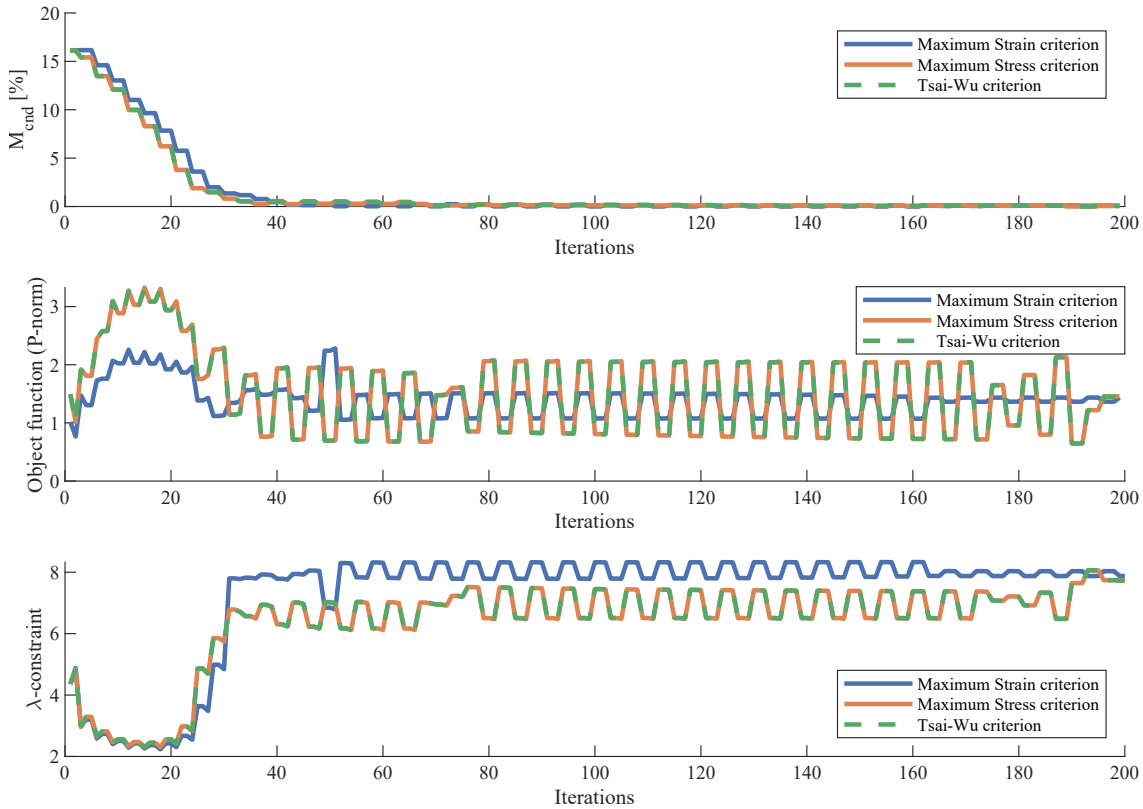 20
15
10
5
0
M_cnd [%]
Maximum Strain criterion
Maximum Stress criterion
Tsai-Wu criterion
0 20 40 60 80 100 120 140 160 180 200
Iterations
3
2
1
0
Object function (P-norm)
Maximum Strain criterion
Maximum Stress criterion
Tsai-Wu criterion
0 20 40 60 80 100 120 140 160 180 200
Iterations
8
6
4
2
λ-constraint
Maximum Strain criterion
Maximum Stress criterion
Tsai-Wu criterion
0 20 40 60 80 100 120 140 160 180 200
Iterations